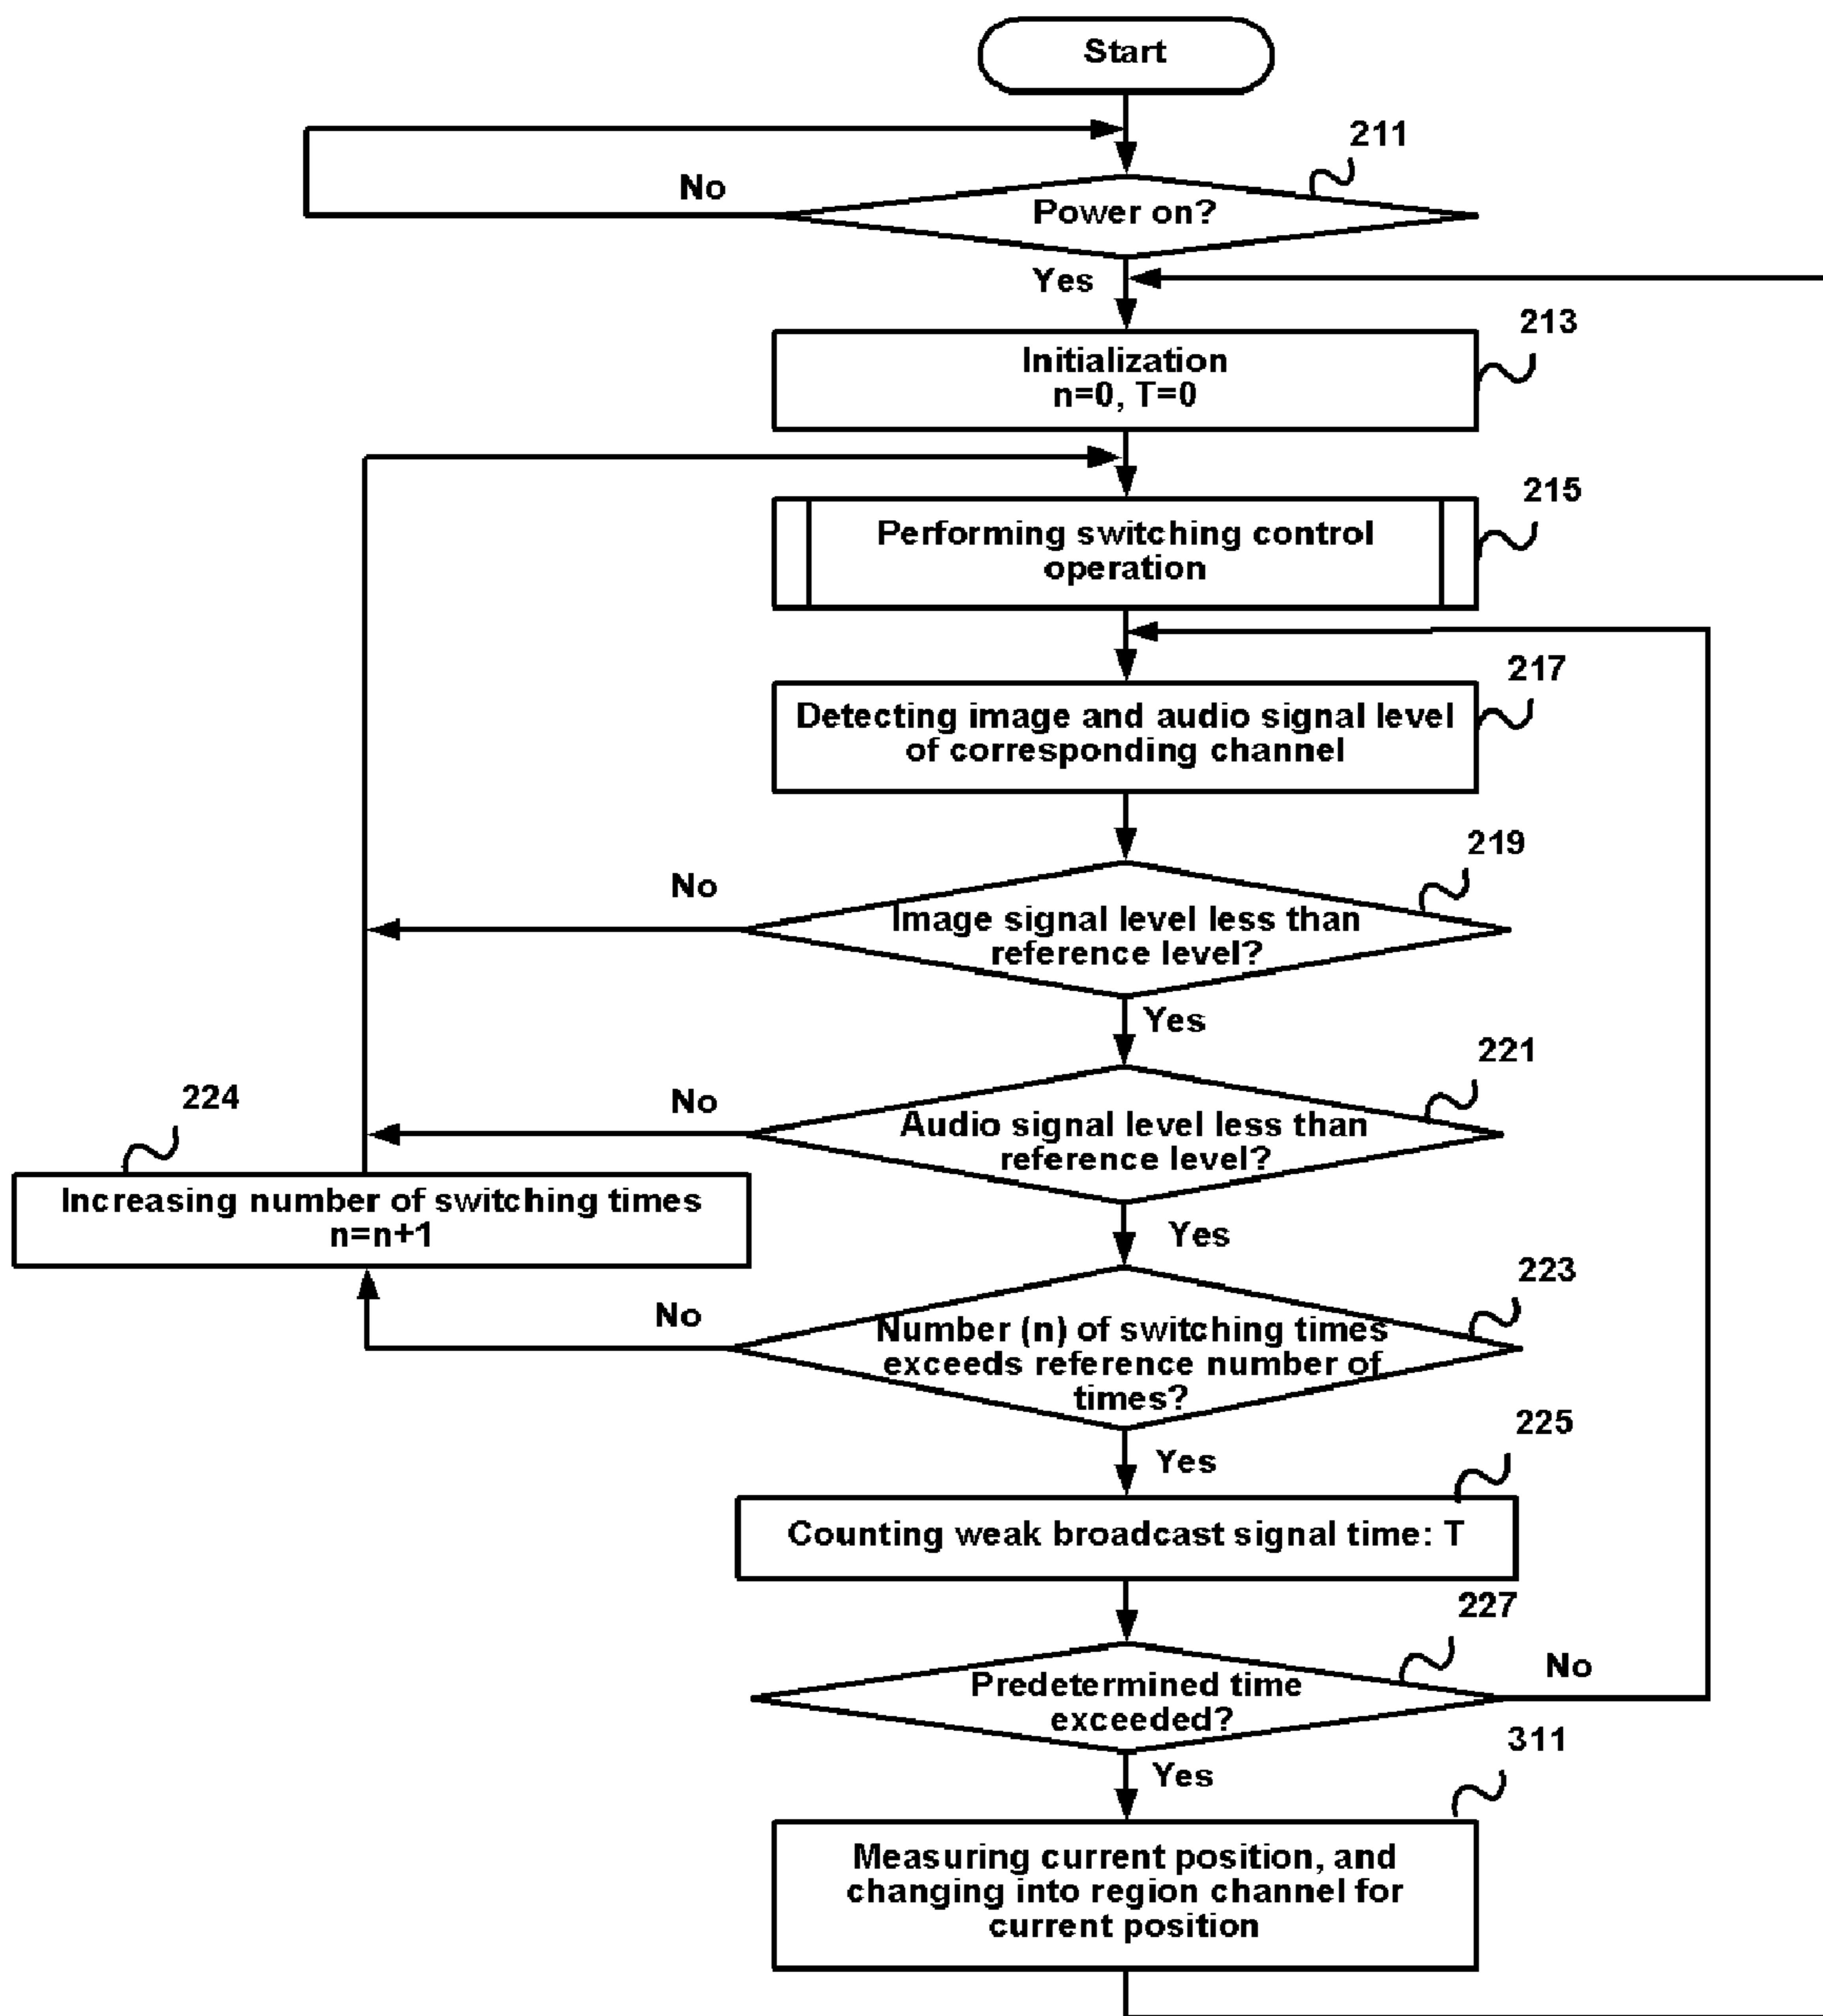 Start
211
No
Power on?
Yes
213
Initialization
n=0, T=0
215
Performing switching control
operation
217
Detecting image and audio signal level
of corresponding channel
219
No
Image signal level less than
reference level?
Yes
221
224
No
Audio signal level less than
reference level?
Increasing number of switching times
n=n+1
Yes
223
No
Number (n) of switching times
exceeds reference number of
times?
225
Yes
Counting weak broadcast signal time: T
227
No
Predetermined time
exceeded?
311
Yes
Measuring current position, and
changing into region channel for
current position